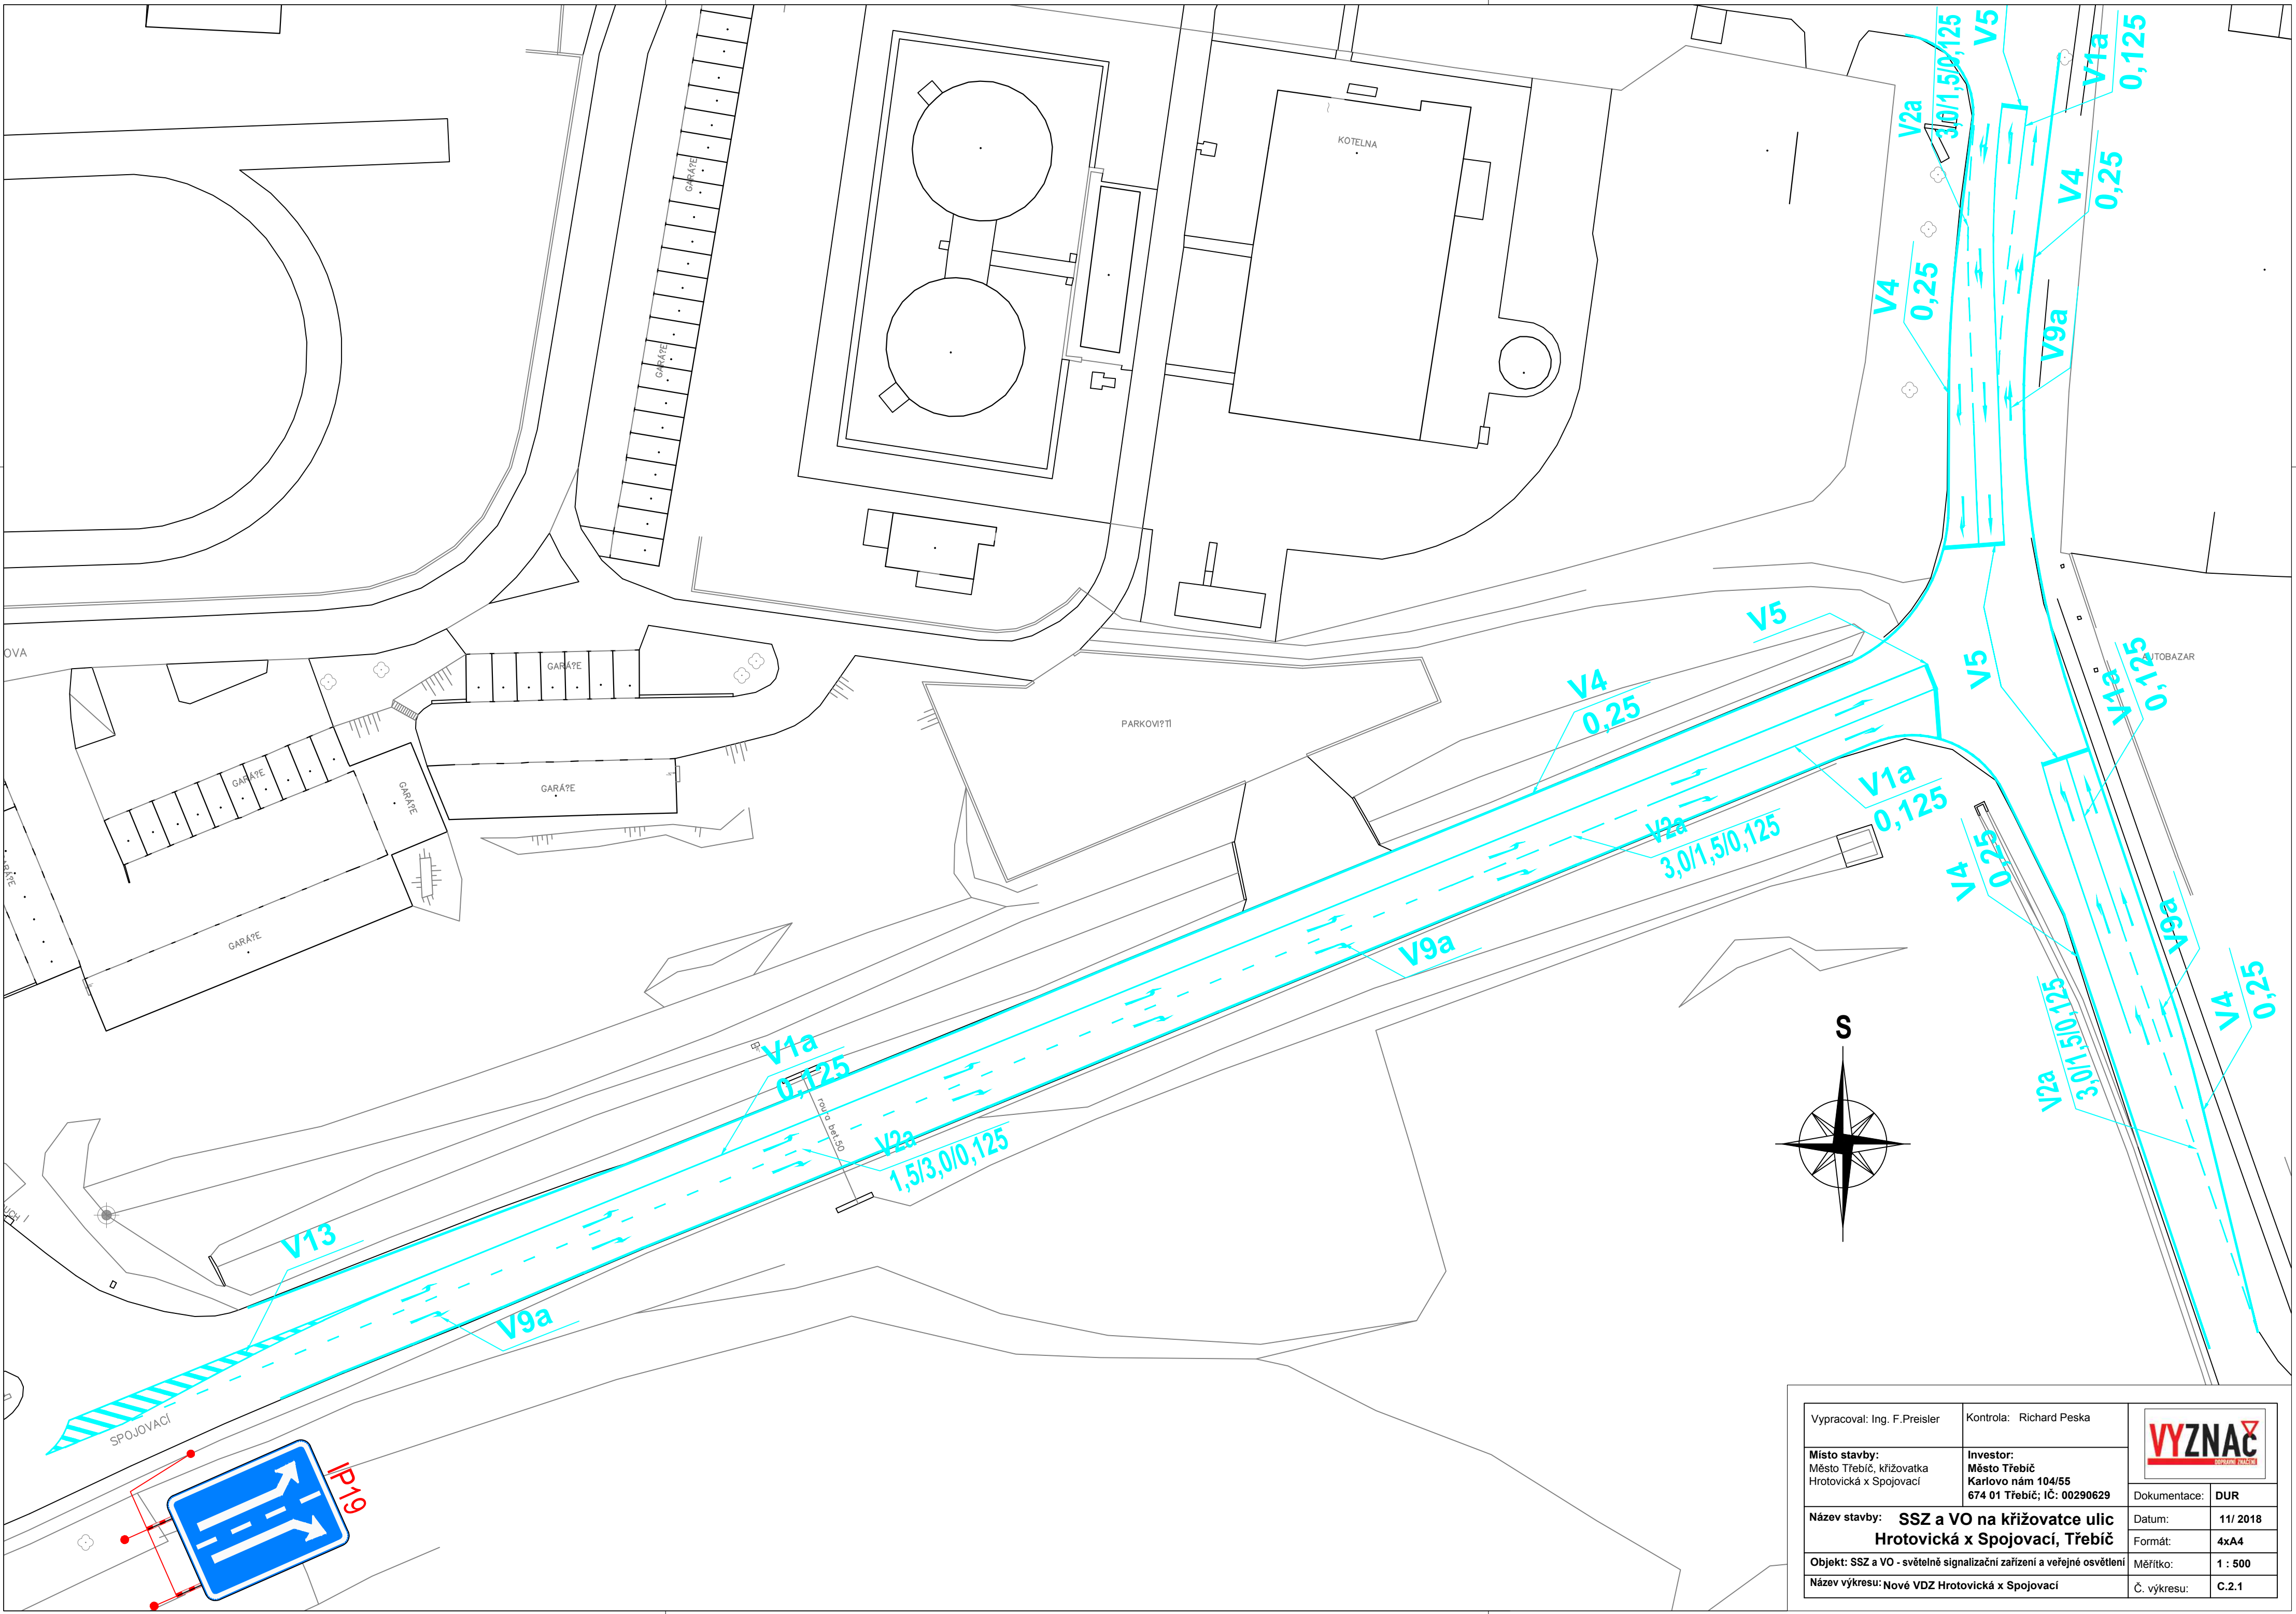 V2a
3,0/1,5/0,125
V5
V1a
0,125
V4
0,25
V4
0,25
V9a
KOTELNA
GARÁ?E
GARÁ?E
OVA
GARÁ?E
GARÁ?E
GARÁ?E
GARÁ?E
GARÁ?E
PARKOVI?TĪ
AUTOBAZAR
V5
V5
V4
0,25
V1a
0,125
V1a
0,125
V2a
3,0/1,5/0,125
V4
0,25
V9a
V9a
V4
0,25
V2a
3,0/1,5/0,125
V1a
0,125
roura bet.50
V2a
1,5/3,0/0,125
V13
V9a
SPOJOVACÍ
IP19
S
Vypracoval: Ing. F.Preisler
Kontrola: Richard Peska
VYZNAČ
DOPRAVNÍ ZNAČENÍ
Místo stavby:
Město Třebíč, křižovatka
Hrotovická x Spojovací
Investor:
Město Třebíč
Karlovo nám 104/55
674 01 Třebíč; IČ: 00290629
Dokumentace: DUR
Název stavby: SSZ a VO na křižovatce ulic
Hrotovická x Spojovací, Třebíč
Datum: 11/ 2018
Formát: 4xA4
Objekt: SSZ a VO - světelně signalizační zařízení a veřejné osvětlení
Měřítko: 1 : 500
Název výkresu: Nové VDZ Hrotovická x Spojovací
Č. výkresu: C.2.1